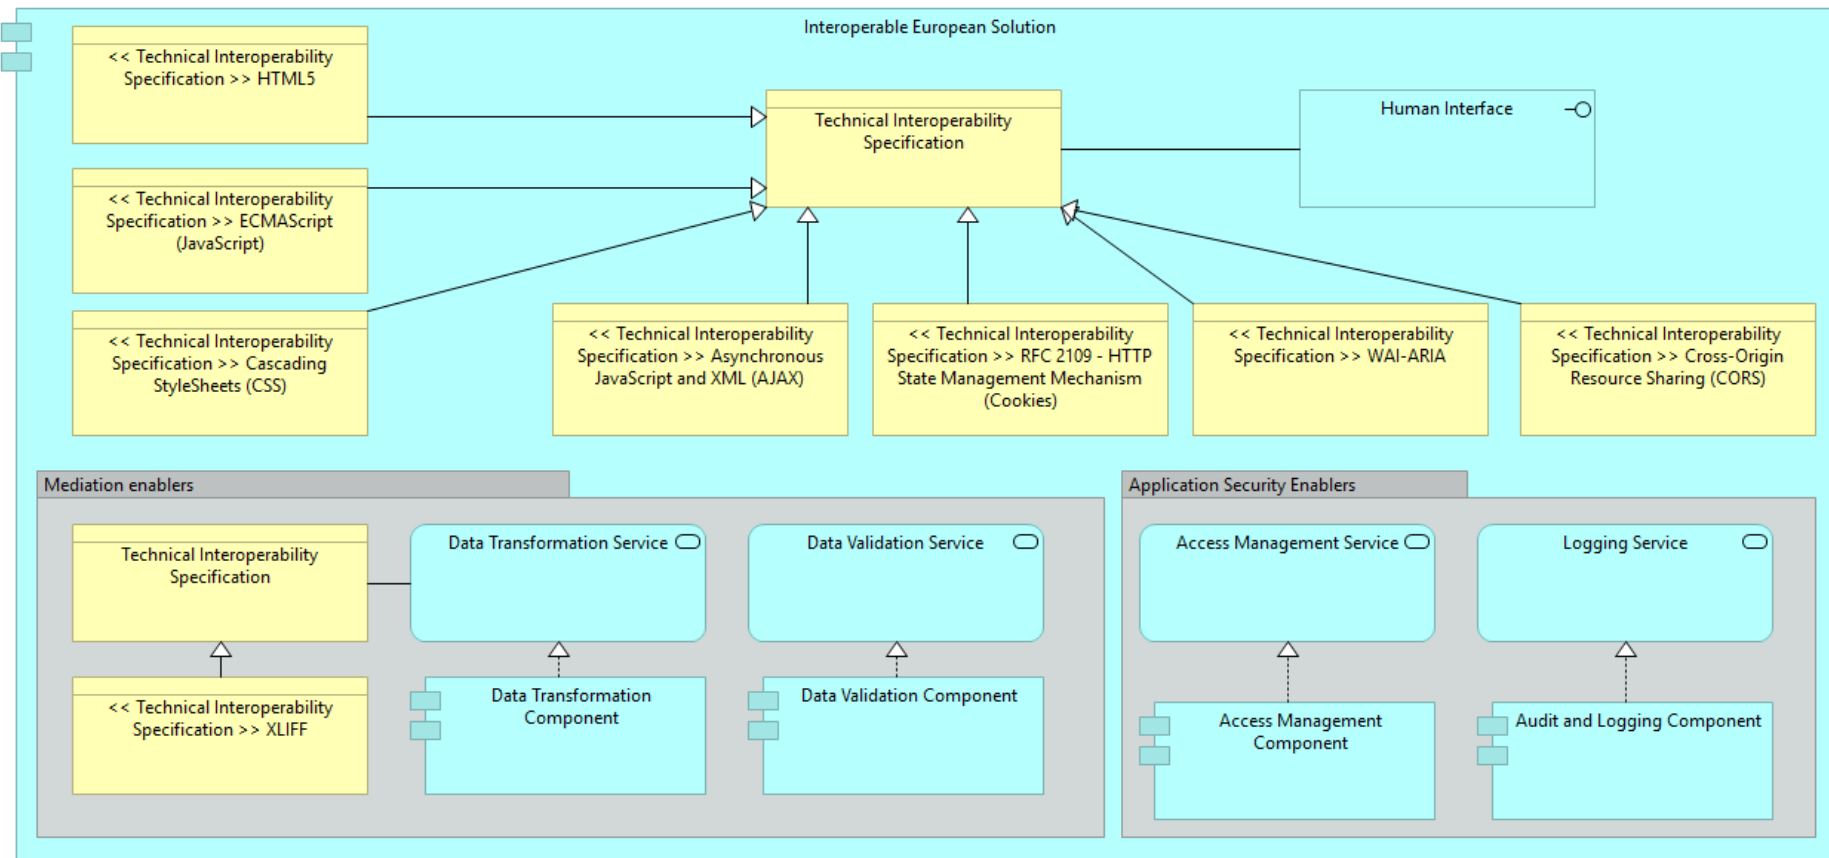 Interoperable European Solution
<< Technical Interoperability
Specification >> HTML5
Technical Interoperability
Specification
Human Interface
<< Technical Interoperability
Specification >> ECMAScript
(JavaScript)
<< Technical Interoperability
Specification >> Cascading
StyleSheets (CSS)
<< Technical Interoperability
Specification >> Asynchronous
JavaScript and XML (AJAX)
<< Technical Interoperability
Specification >> RFC 2109 - HTTP
State Management Mechanism
(Cookies)
<< Technical Interoperability
Specification >> WAI-ARIA
<< Technical Interoperability
Specification >> Cross-Origin
Resource Sharing (CORS)
Mediation enablers
Technical Interoperability
Specification
Data Transformation Service
Data Validation Service
<< Technical Interoperability
Specification >> XLIFF
Data Transformation
Component
Data Validation Component
Application Security Enablers
Access Management Service
Logging Service
Access Management
Component
Audit and Logging Component